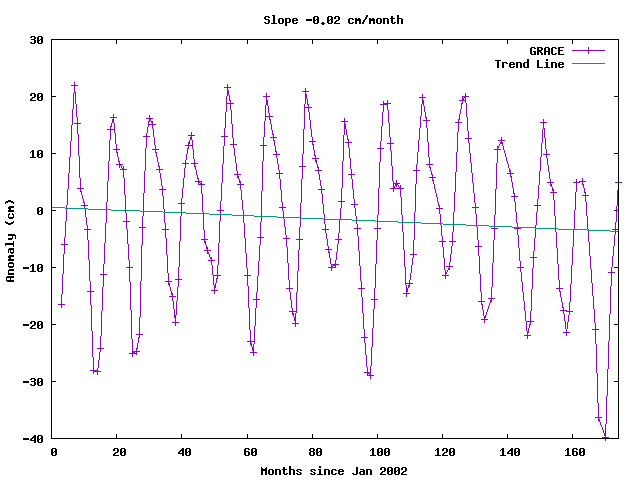 Slope -0.02 cm/month
GRACE
Trend Line
30
20
10
0
-10
-20
-30
-40
Anomaly (cm)
0 20 40 60 80 100 120 140 160
Months since Jan 2002